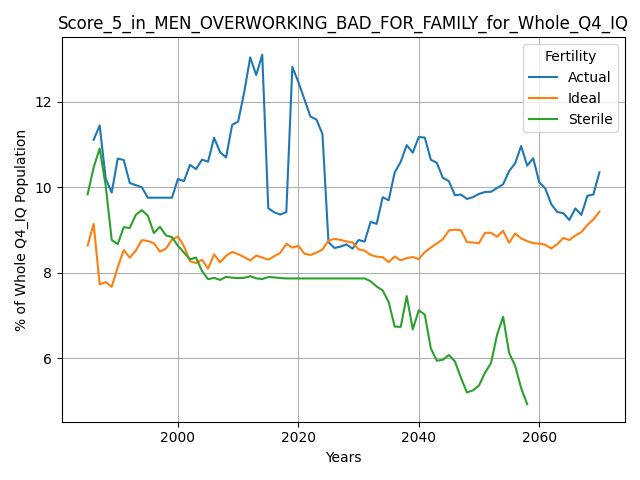 Score_5_in_MEN_OVERWORKING_BAD_FOR_FAMILY_for_Whole_Q4_IQ
Fertility
Actual
Ideal
Sterile
% of Whole Q4_IQ Population
12
10
8
6
2000
2020
2040
2060
Years